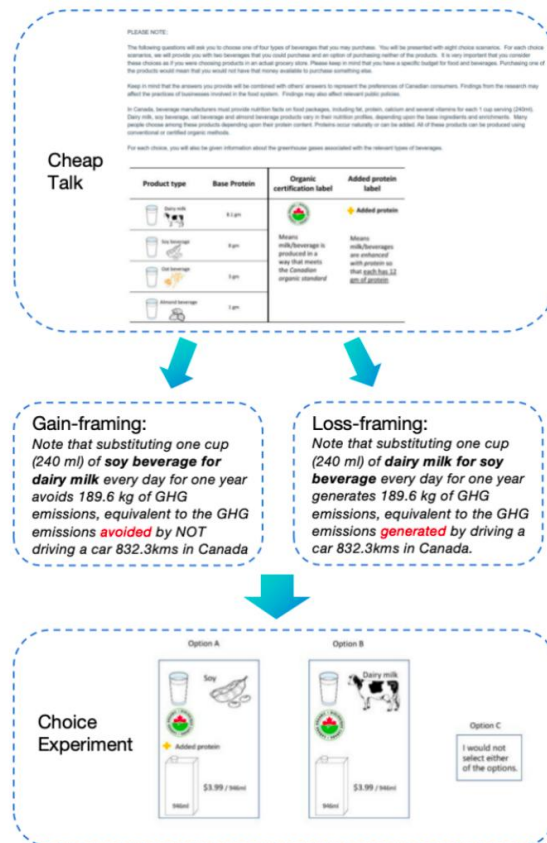 PLEASE NOTE:
The following questions will ask you to choose one of four types of beverages that you may purchase. You will be presented with eight choice scenarios. For each choice
scenario, we will provide you with two beverages that you could purchase and an option of purchasing neither of the products. It is very important that you consider
these choices as if you were choosing products in an actual grocery store. Please keep in mind that you have a specific budget for food and beverages. Purchasing one of
the products would mean that you would not have that money available to purchase something else.
Keep in mind that the answers you provide will be combined with others' answers to represent the preferences of Canadian consumers. Findings from the research may
affect the practices of businesses involved in the food system. Findings may also affect relevant public policies.
In Canada, beverage manufacturers must provide nutrition facts on food packages, including fat, protein, calcium and several vitamins for each 1 cup serving (240ml).
Dairy milk, soy beverage, oat beverage and almond beverage products vary in their nutrition profiles, depending upon the base ingredients and enrichments. Many
people choose among these products depending upon their protein content. Proteins occur naturally or can be added. All of these products can be produced using
conventional or certified organic methods.
For each choice, you will also be given information about the greenhouse gases associated with the relevant types of beverages.
Cheap
Talk
Product type
Base Protein
Organic
certification label
Added protein
label
Dairy milk
Soy beverage
8 gm
Oat beverage
Almond beverage
1 gm
Means
milk/beverage is
produced in a
way that meets
the Canadian
organic standard
Added protein
Means
milk/beverages
are enhanced
with protein so
that each has 12
gm of protein
Gain-framing:
Note that substituting one cup
(240 ml) of soy beverage for
dairy milk every day for one year
avoids 189.6 kg of GHG
emissions, equivalent to the GHG
emissions avoided by NOT
driving a car 832.3kms in Canada
Loss-framing:
Note that substituting one cup
(240 ml) of dairy milk for soy
beverage every day for one year
generates 189.6 kg of GHG
emissions, equivalent to the GHG
emissions generated by driving a
car 832.3kms in Canada.
Choice
Experiment
Option A
Soy
Added protein
$3.99 / 946ml
946ml
Option B
Dairy milk
$3.99 / 946ml
946ml
Option C
I would not
select either
of the options.